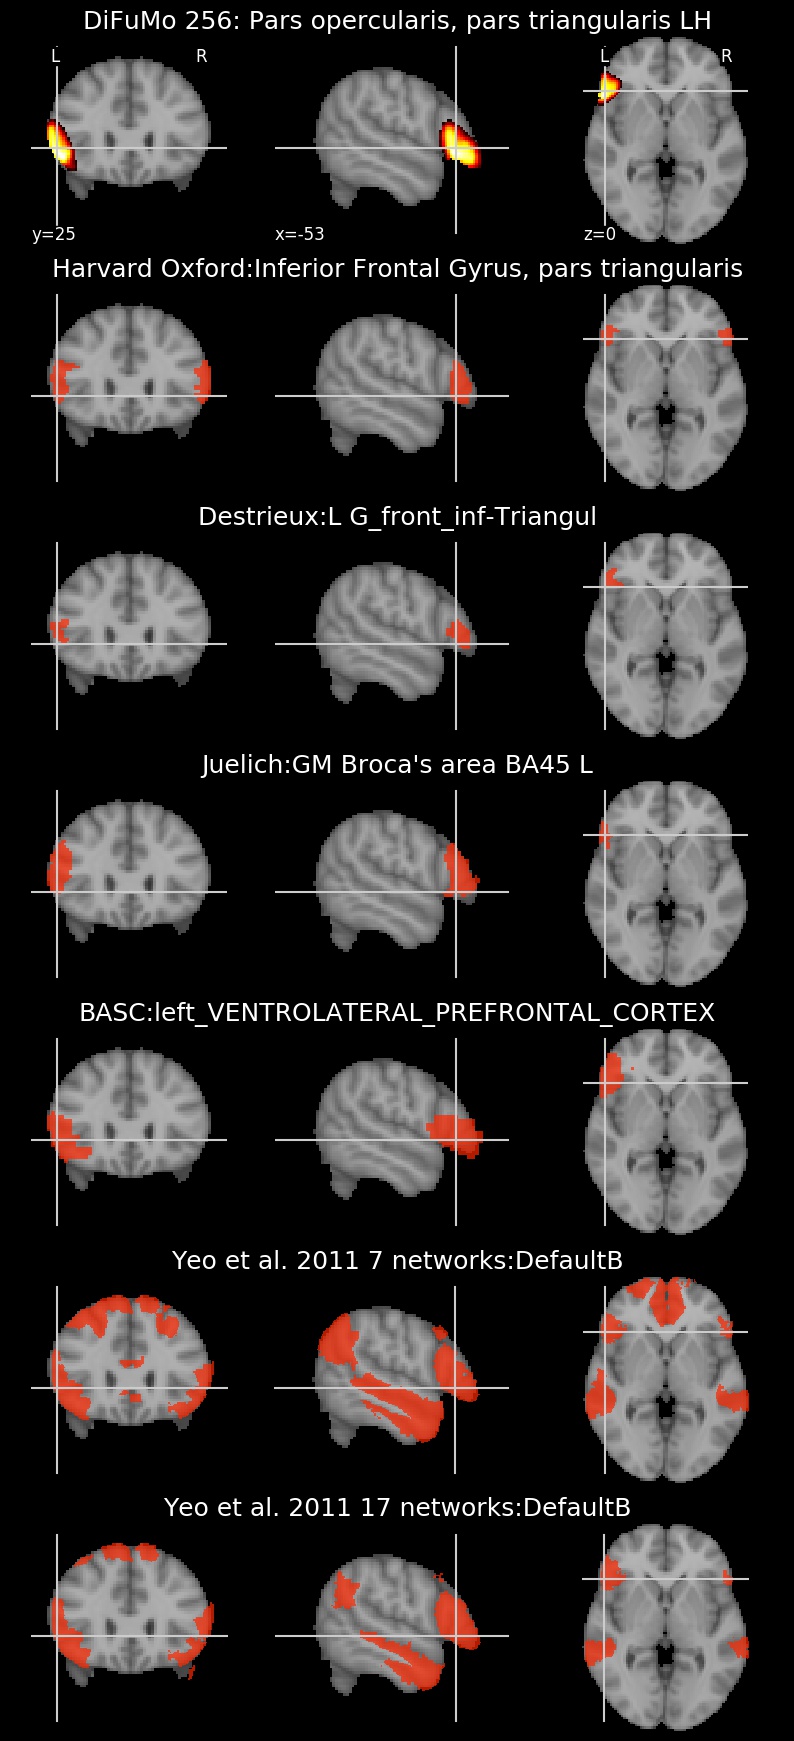 DiFuMo 256: Pars opercularis, pars triangularis LH
L R L R
y=25 x=-53 z=0
Harvard Oxford:Inferior Frontal Gyrus, pars triangularis
Destrieux:L G_front_inf-Triangul
Juelich:GM Broca's area BA45 L
BASC:left_VENTROLATERAL_PREFRONTAL_CORTEX
Yeo et al. 2011 7 networks:DefaultB
Yeo et al. 2011 17 networks:DefaultB